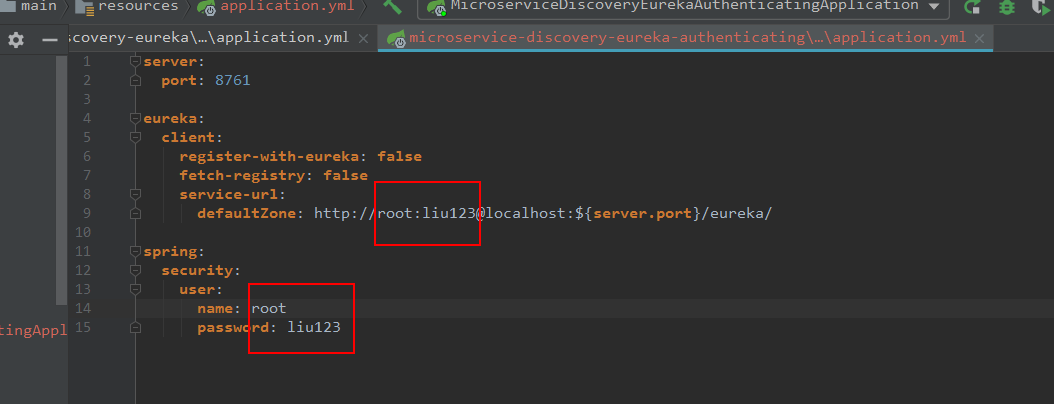 main resources application.yml MicroserviceDiscoveryEurekaAuthenticatingApplication
scovery-eureka\...\application.yml microservice-discovery-eureka-authenticating\...\application.yml
1 server:
2 port: 8761
3
4 eureka:
5 client:
6 register-with-eureka: false
7 fetch-registry: false
8 service-url:
9 defaultZone: http://root:liu123@localhost:${server.port}/eureka/
10
11 spring:
12 security:
13 user:
14 name: root
tingAppl 15 password: liu123